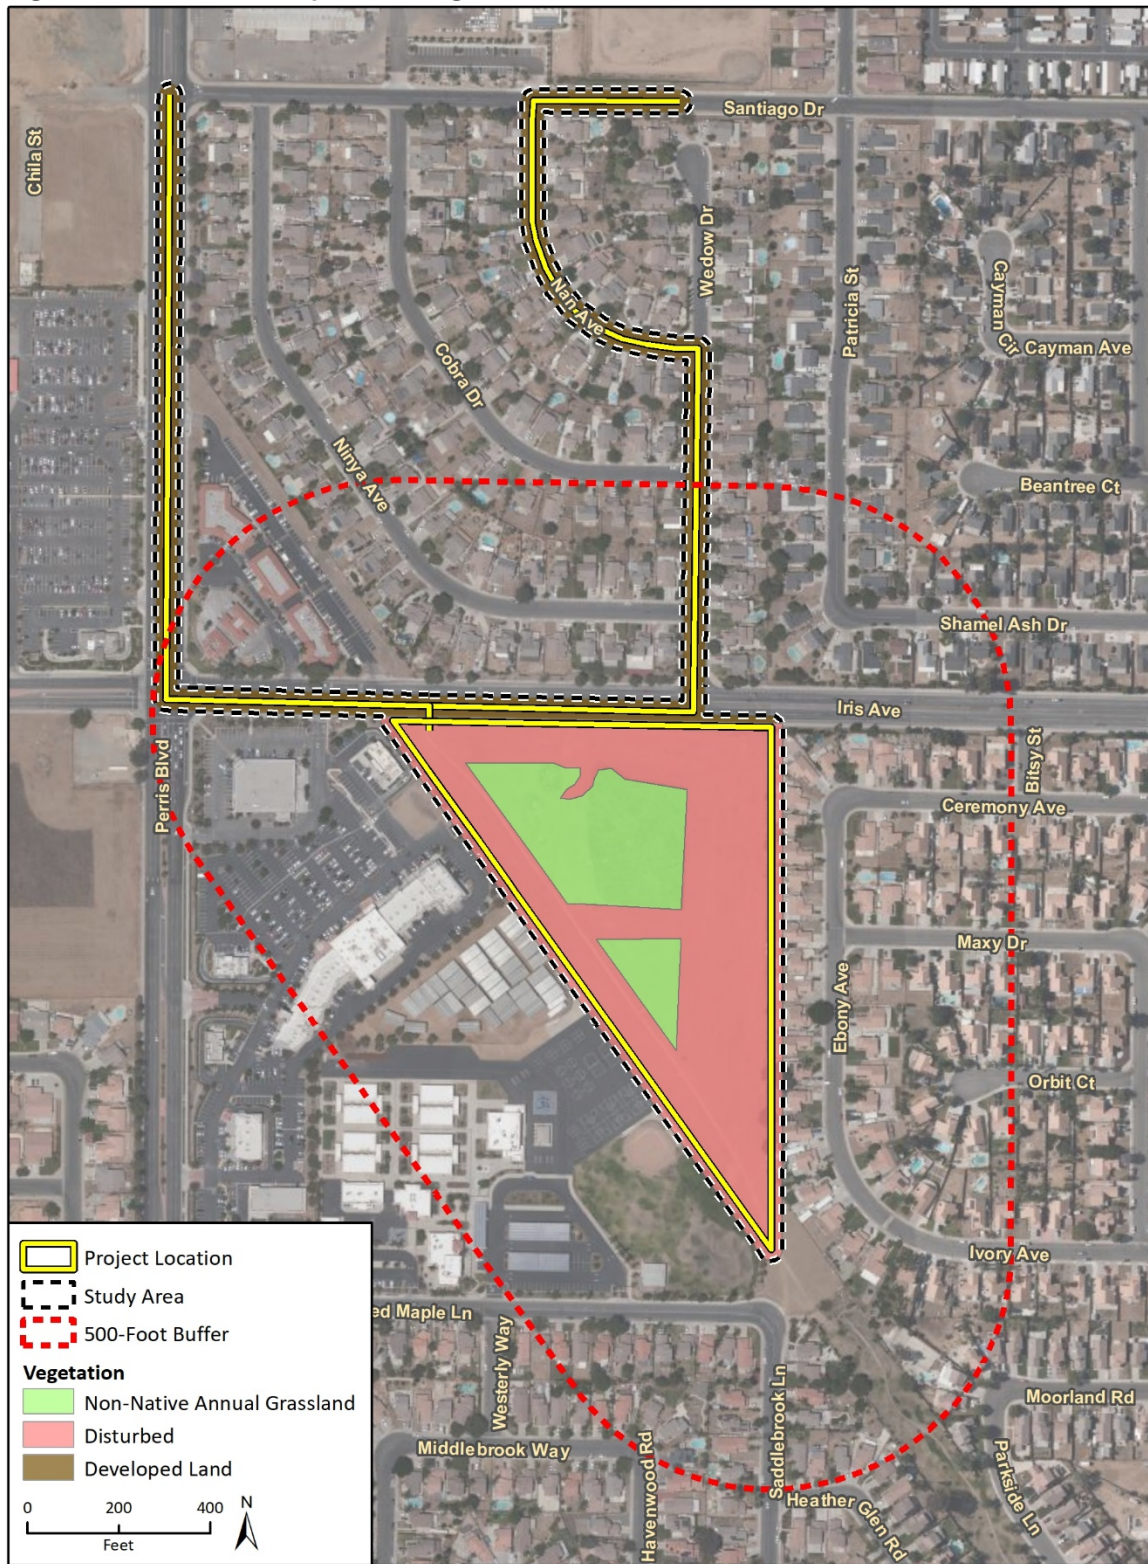 Santiago Dr
Chila St
Wedow Dr
Patricia St
Cayman Cir
Cayman Ave
Nan Ave
Cobra Dr
Ninya Ave
Beantree Ct
Shamel Ash Dr
Iris Ave
Perris Blvd
Bitsy St
Ceremony Ave
Maxy Dr
Ebony Ave
Orbit Ct
Ivory Ave
ed Maple Ln
Westerly Way
Saddlebrook Ln
Moorland Rd
Middlebrook Way
Havenwood Rd
Heather Glen Rd
Parkside Ln
Project Location
Study Area
500-Foot Buffer
Vegetation
Non-Native Annual Grassland
Disturbed
Developed Land
0 200 400
Feet
N